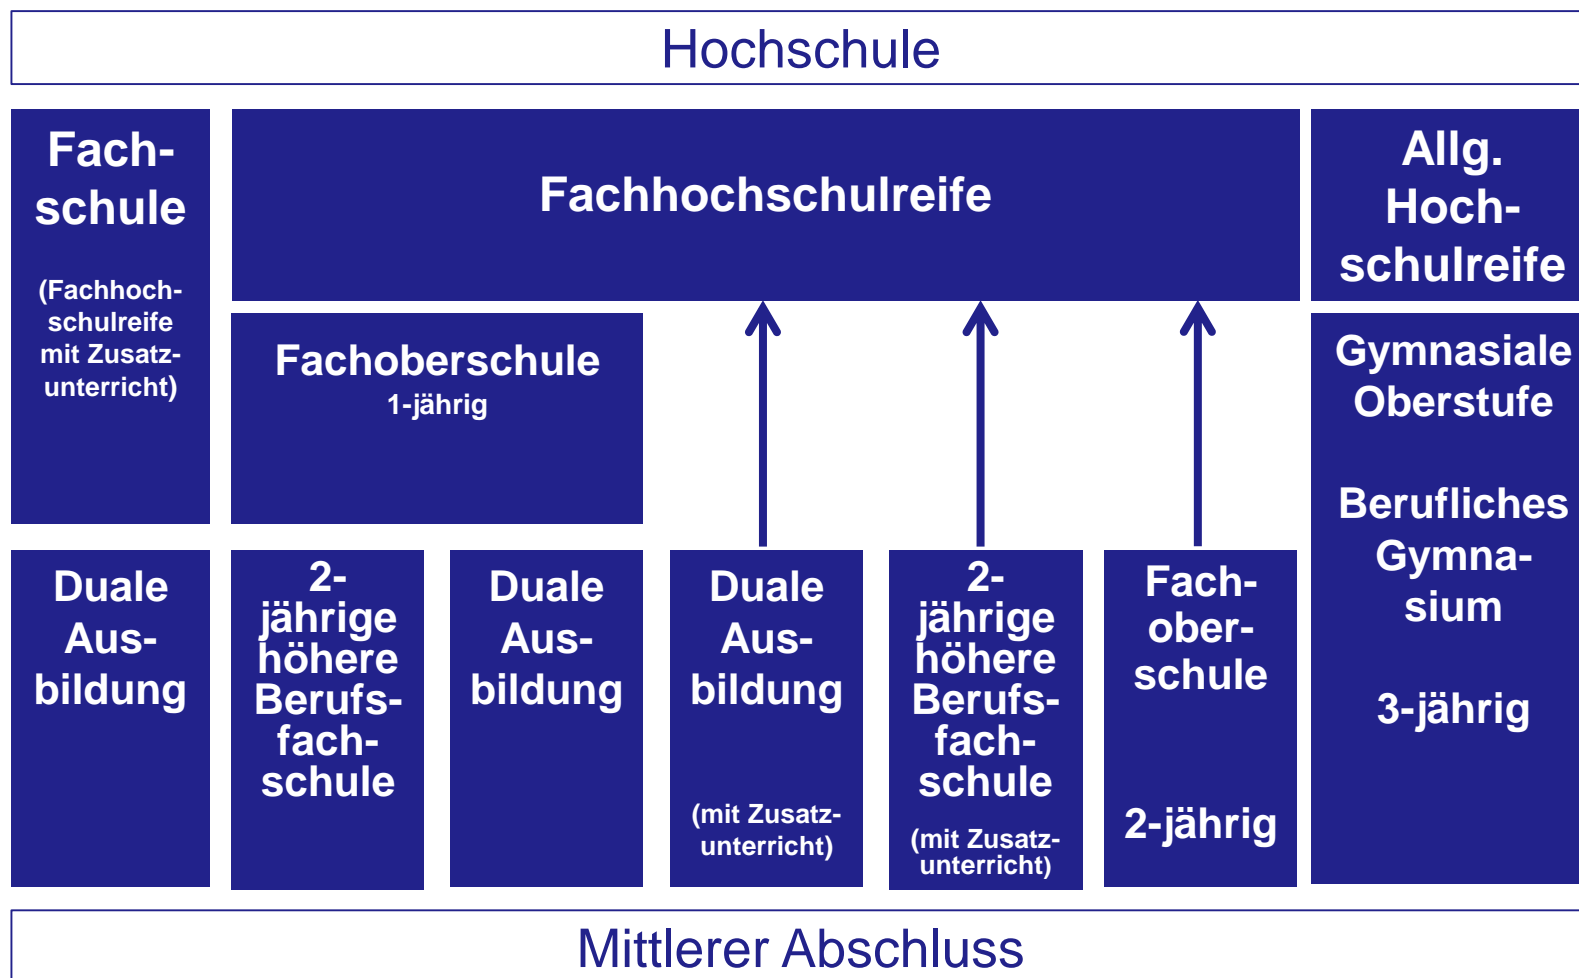 Hochschule
Fach-
schule
(Fachhoch-
schulreife
mit Zusatz-
unterricht)
Fachhochschulreife
Allg.
Hoch-
schulreife
Fachoberschule
1-jährig
Gymnasiale
Oberstufe
Berufliches
Gymna-
sium
3-jährig
Duale
Aus-
bildung
2-
jährige
höhere
Berufs-
fach-
schule
Duale
Aus-
bildung
Duale
Aus-
bildung
(mit Zusatz-
unterricht)
2-
jährige
höhere
Berufs-
fach-
schule
(mit Zusatz-
unterricht)
Fach-
ober-
schule
2-jährig
Mittlerer Abschluss